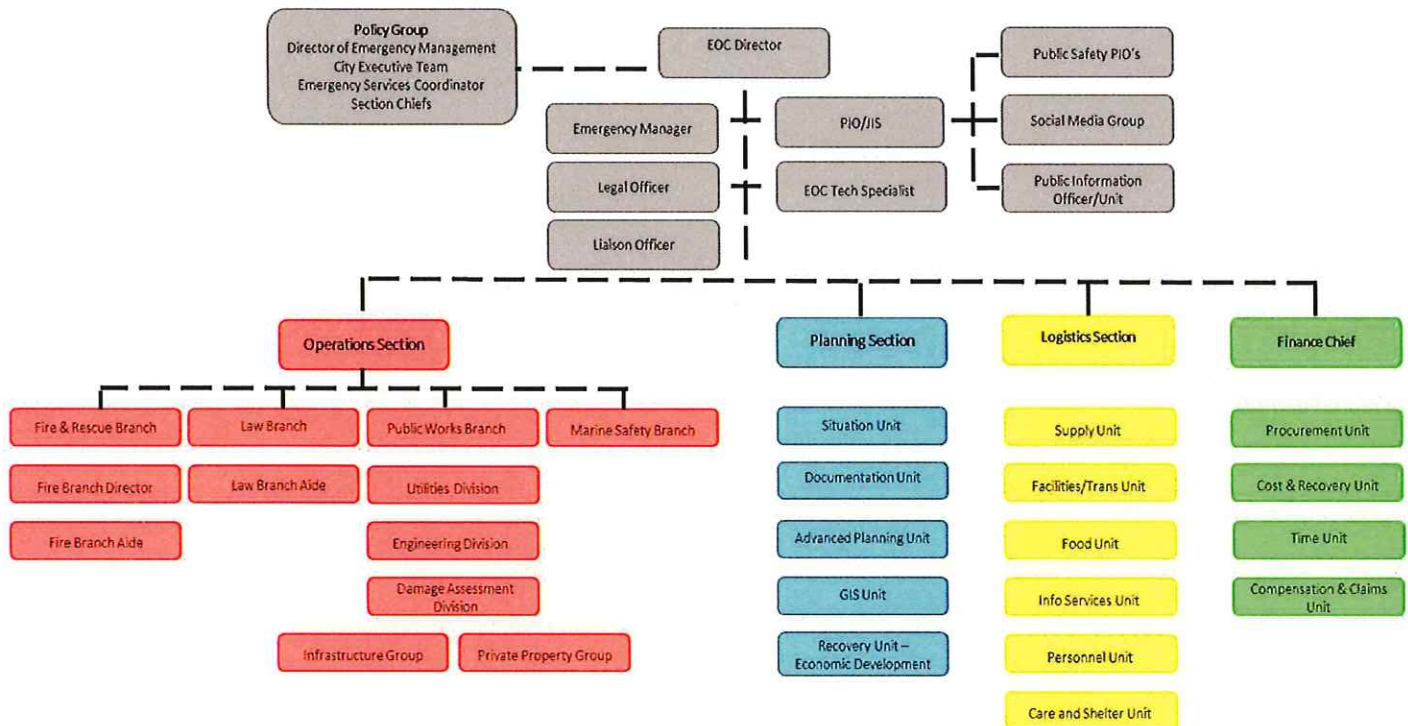 Policy Group
Director of Emergency Management
City Executive Team
Emergency Services Coordinator
Section Chiefs
EOC Director
Public Safety PIO's
Emergency Manager
PIO/JIS
Social Media Group
Legal Officer
EOC Tech Specialist
Public Information
Officer/Unit
Liaison Officer
Operations Section
Planning Section
Logistics Section
Finance Chief
Fire & Rescue Branch
Law Branch
Public Works Branch
Marine Safety Branch
Situation Unit
Supply Unit
Procurement Unit
Fire Branch Director
Law Branch Aide
Utilities Division
Documentation Unit
Facilities/Trans Unit
Cost & Recovery Unit
Fire Branch Aide
Engineering Division
Advanced Planning Unit
Food Unit
Time Unit
Damage Assessment
Division
GIS Unit
Info Services Unit
Compensation & Claims
Unit
Infrastructure Group
Private Property Group
Recovery Unit –
Economic Development
Personnel Unit
Care and Shelter Unit